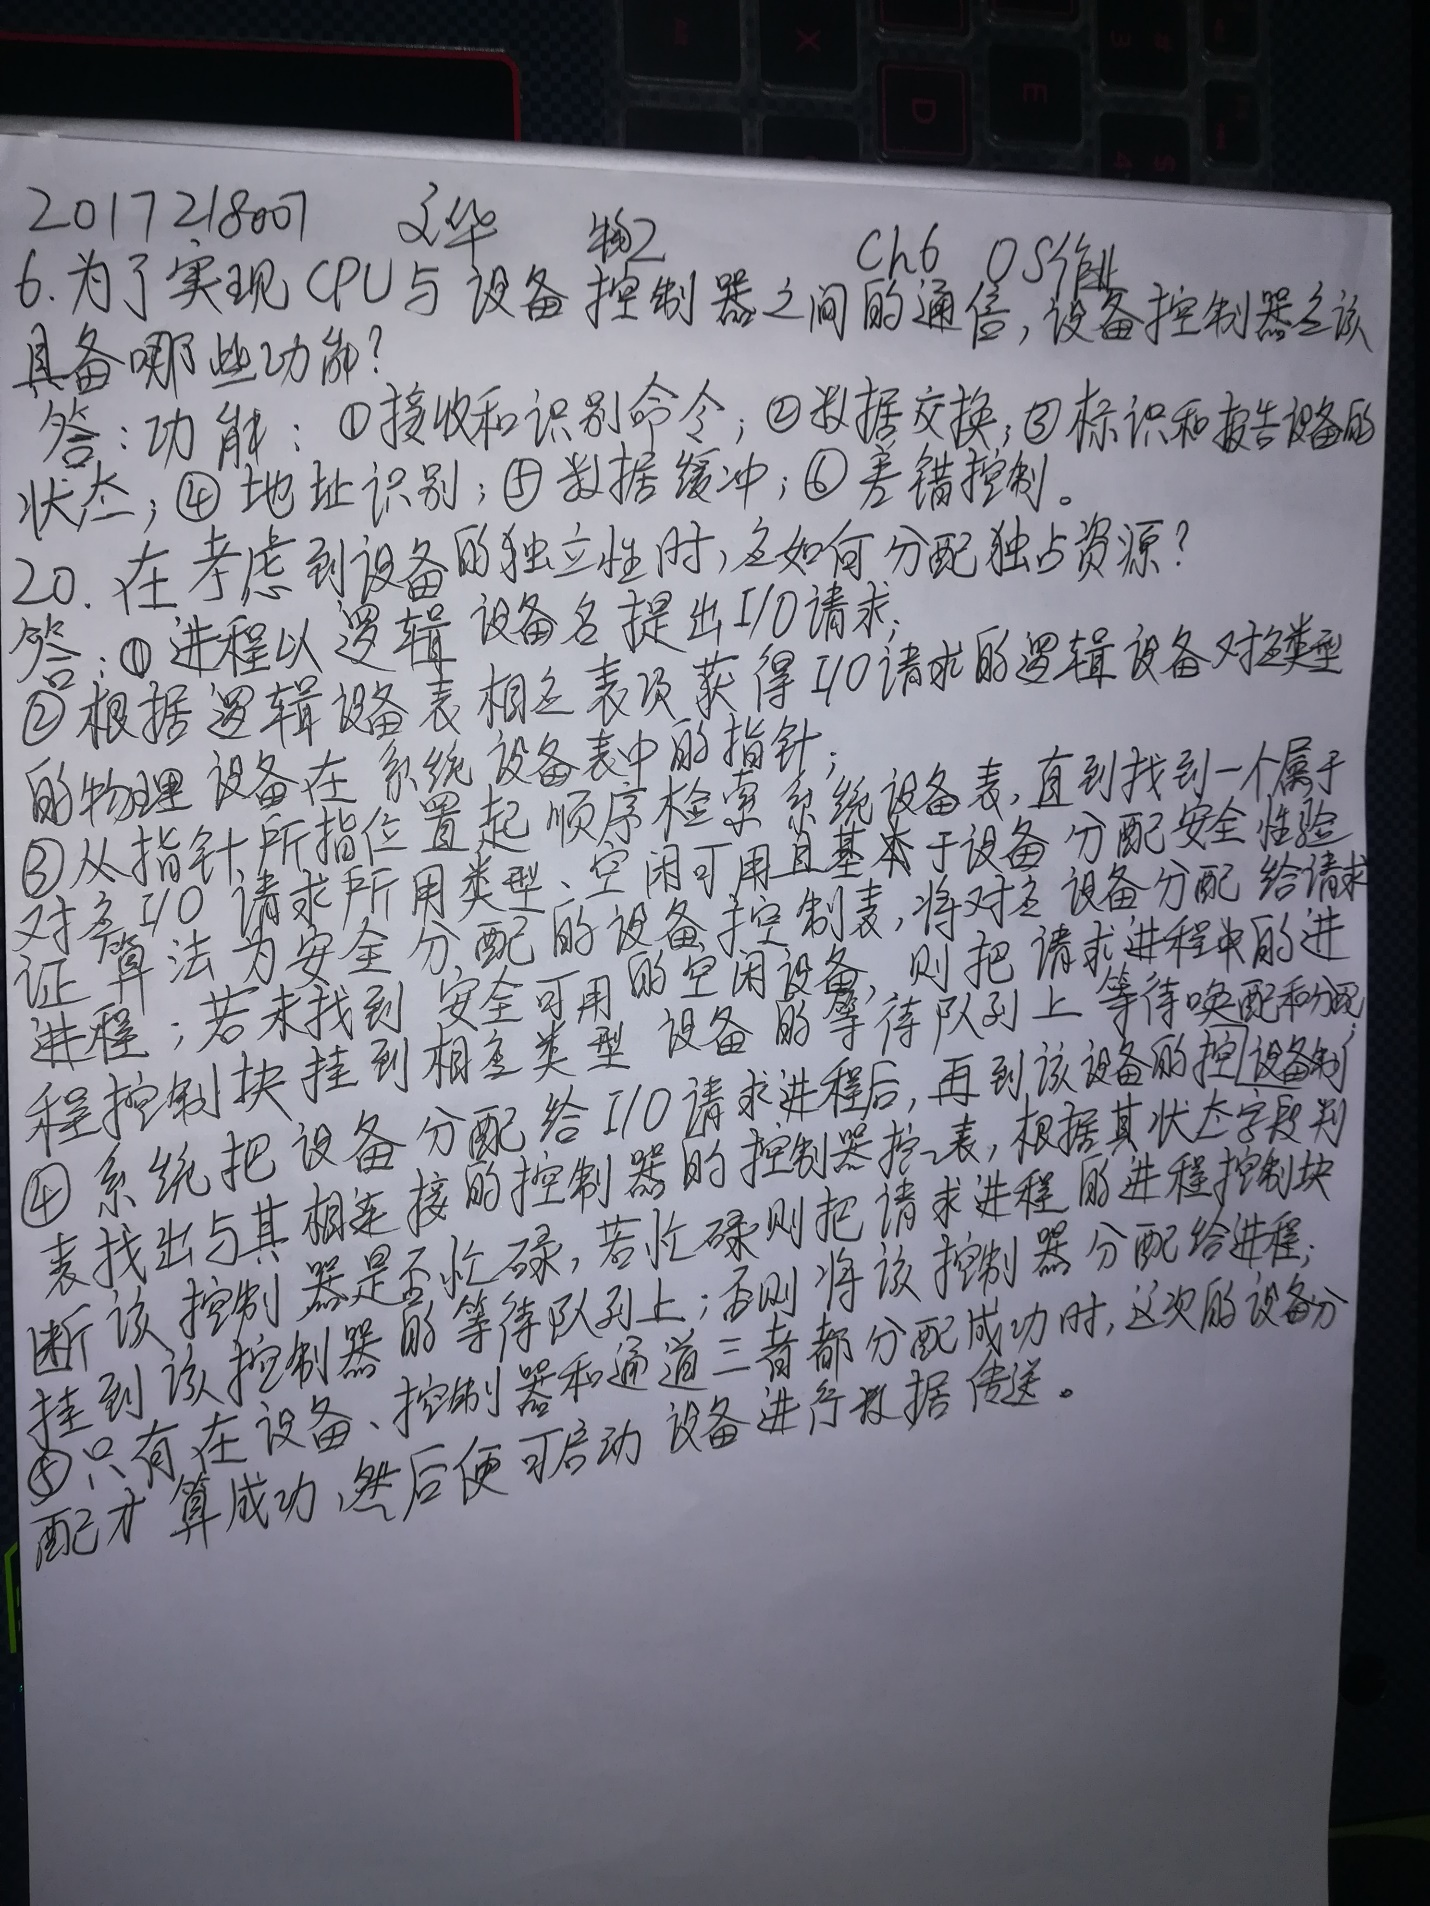 2017218007 文华 物2 Ch6 OS作业
6.为了实现CPU与设备控制器之间的通信,设备控制器应该
具备哪些功能?
答:功能:①接收和识别命令;②数据交换;③标识和报告设备的
状态;④地址识别;⑤数据缓冲;⑥差错控制。
20.在考虑到设备的独立性时,应如何分配独占资源?
答:①进程以逻辑设备名提出I/O请求;
②根据逻辑设备表相应表项获得I/O请求的逻辑设备对应类型
的物理设备在系统设备表中的指针;
③从指针所指位置起顺序检索系统设备表,直到找到一个属于
对应I/O请求所用类型、空闲可用且基本于设备分配安全性验
证算法为安全分配的设备控制表,将对应设备分配给请求
进程;若未找到安全可用的空闲设备,则把请求进程的进
程控制块挂到相应类型设备的等待队列上等待唤配和分配;
④系统把设备分配给I/O请求进程后,再到该设备的控设备制
表找出与其相连接的控制器的控制器控表,根据其状态字段判
断该控制器是否忙碌,若忙碌则把请求进程的进程控制块
挂到该控制器的等待队列上;否则将该控制器分配给进程;
⑤只有在设备、控制器和通道三者都分配成功时,这次的设备分
配才算成功,然后便可启动设备进行数据传送。